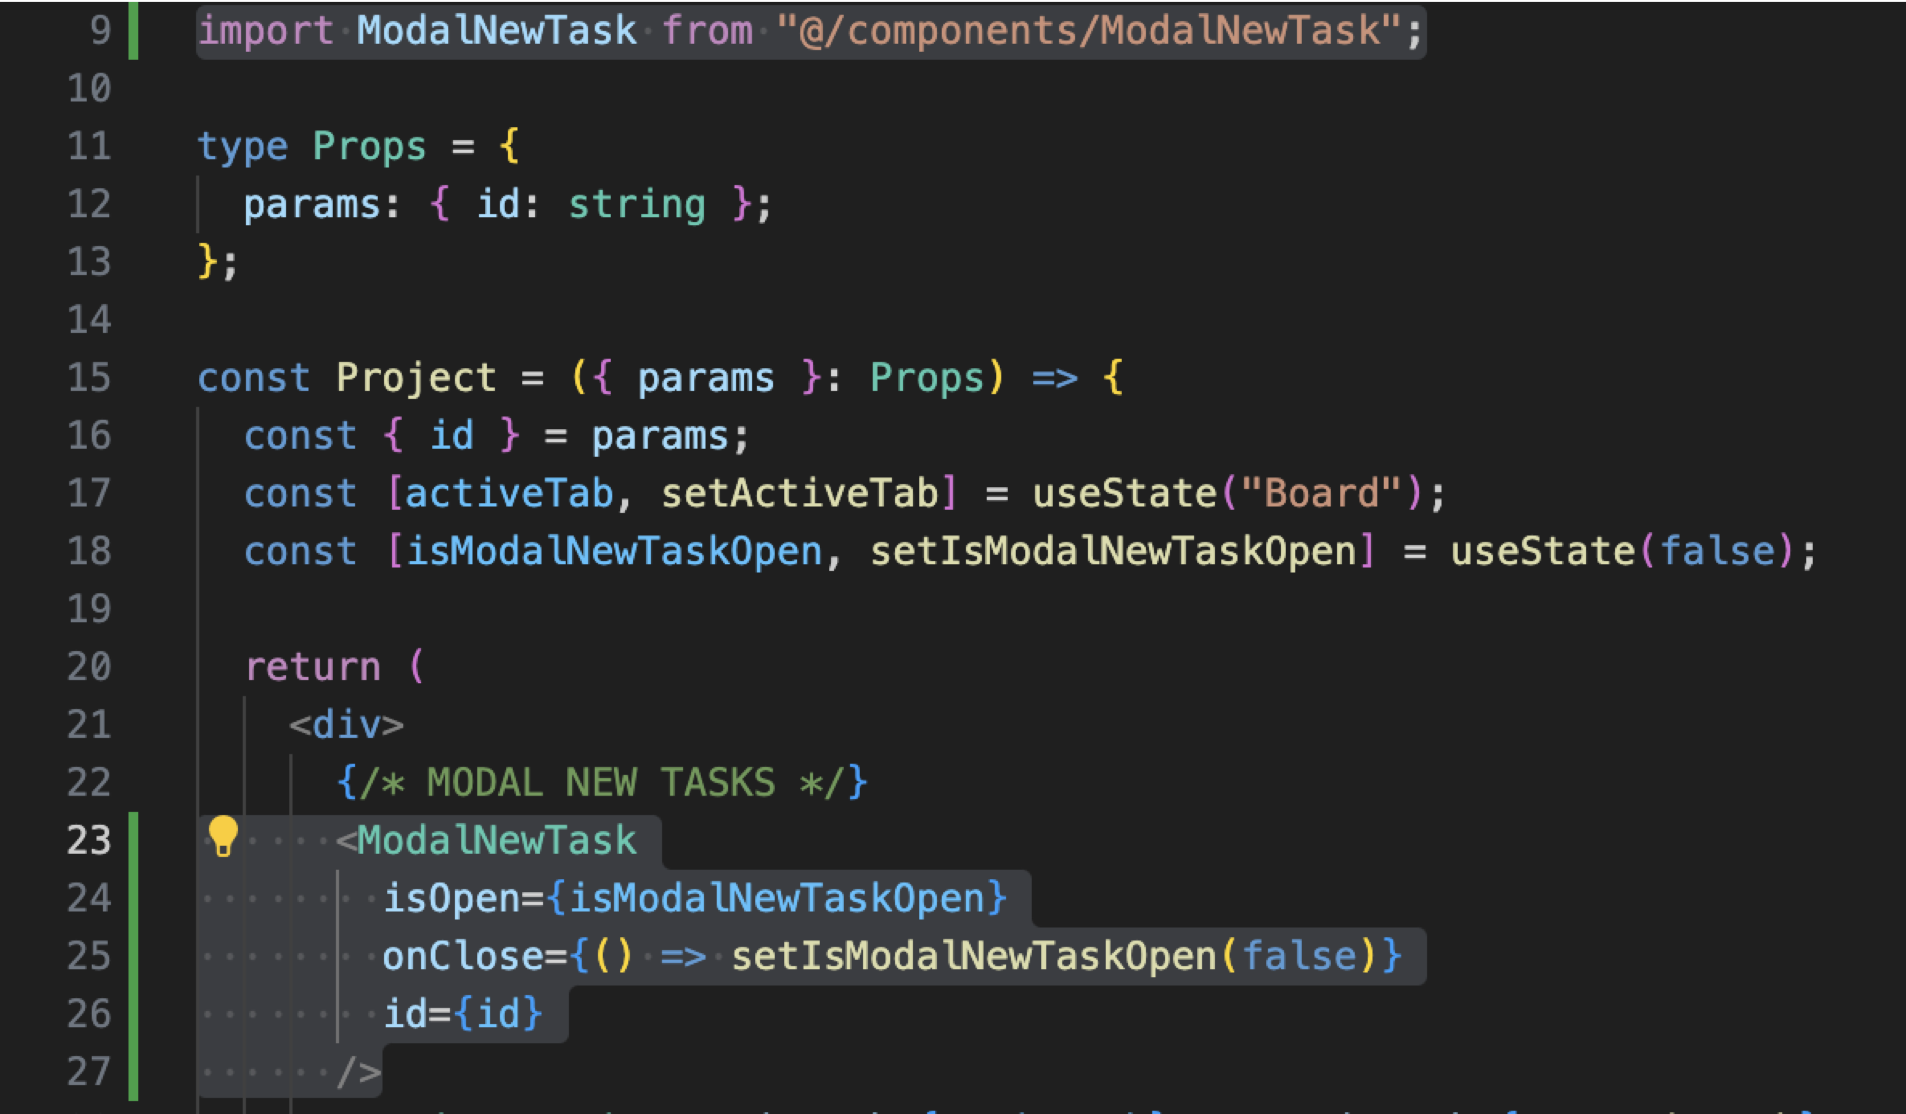 9 import ModalNewTask from "@/components/ModalNewTask";
10
11 type Props = {
12 params: { id: string };
13 };
14
15 const Project = ({ params }: Props) => {
16 const { id } = params;
17 const [activeTab, setActiveTab] = useState("Board");
18 const [isModalNewTaskOpen, setIsModalNewTaskOpen] = useState(false);
19
20 return (
21 <div>
22 {/* MODAL NEW TASKS */}
23 <ModalNewTask
24 isOpen={isModalNewTaskOpen}
25 onClose={() => setIsModalNewTaskOpen(false)}
26 id={id}
27 />